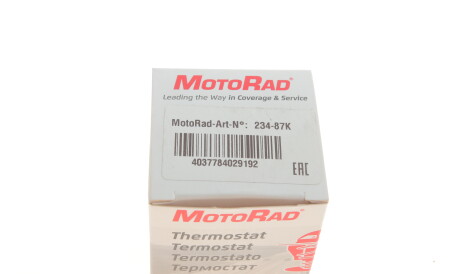 MOTORAD®
Leading the Way in Coverage & Service
MotoRad-Art-N°: 234-87K
4037784029192
EAC
MOTORAD®
Thermostat
Termostat
Termostato
Термостат